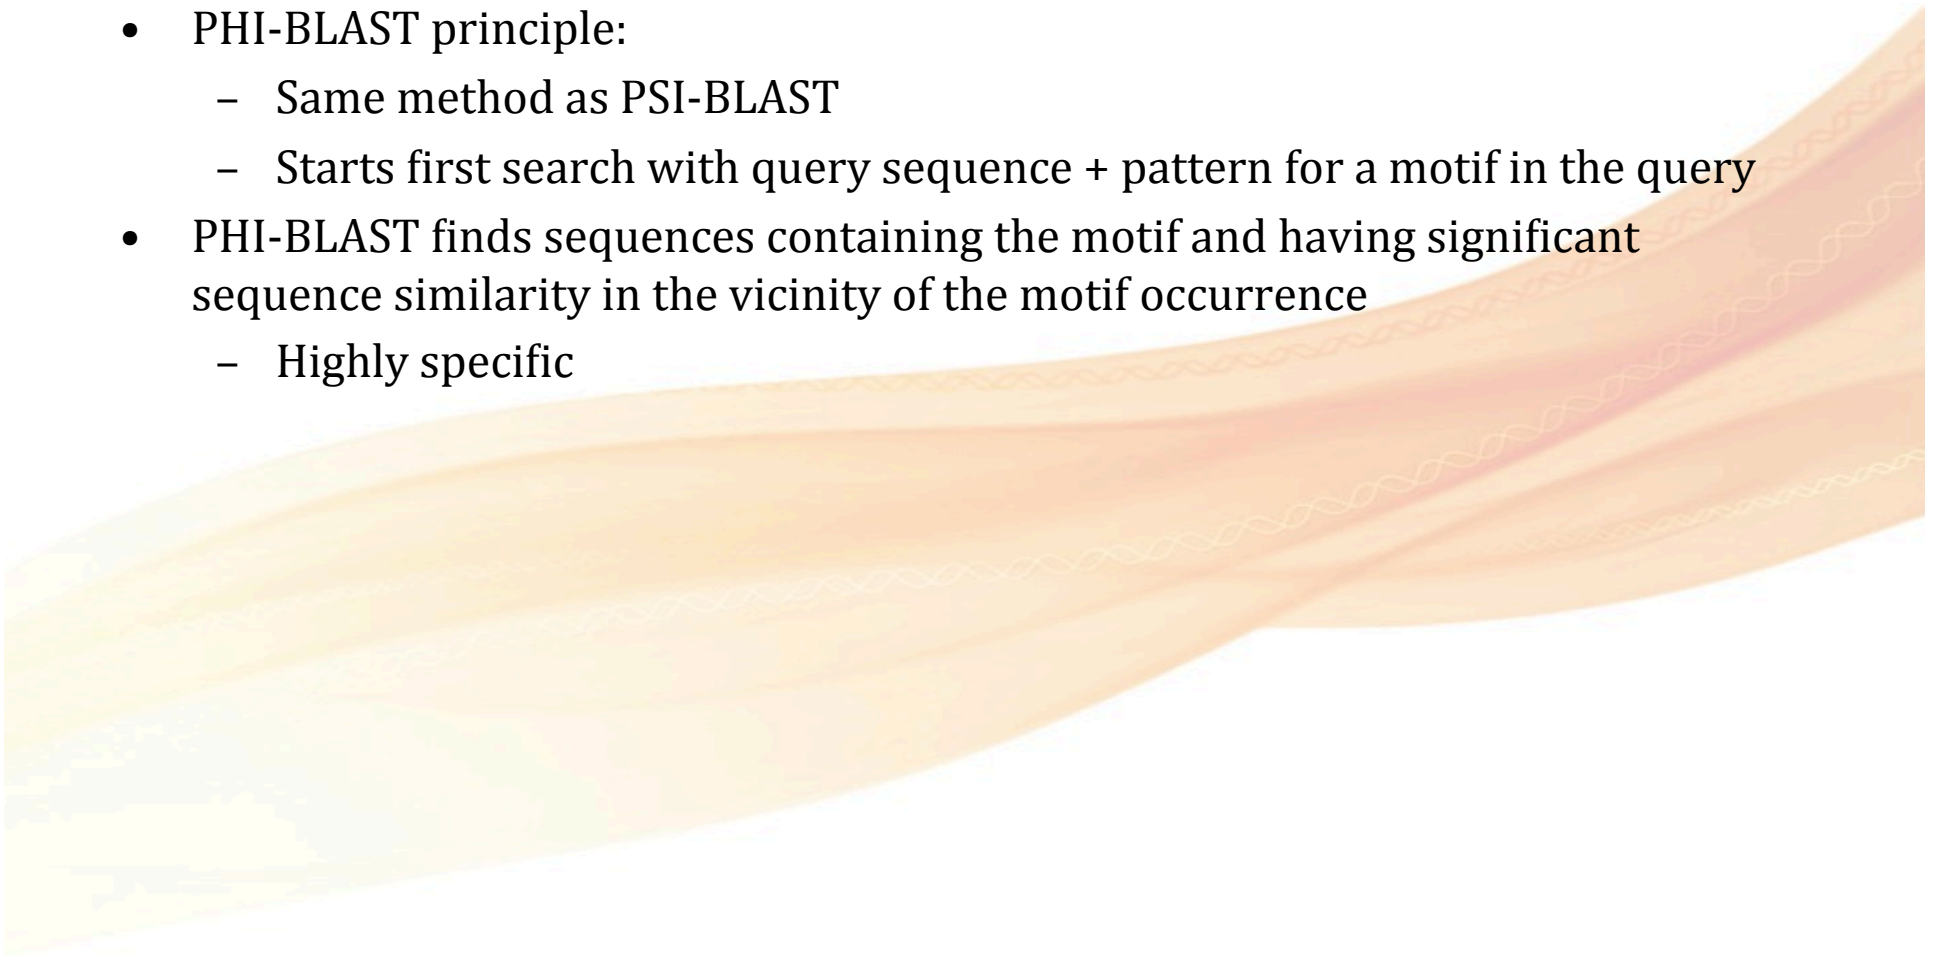 • PHI-BLAST principle:
– Same method as PSI-BLAST
– Starts first search with query sequence + pattern for a motif in the query
• PHI-BLAST finds sequences containing the motif and having significant
sequence similarity in the vicinity of the motif occurrence
– Highly specific